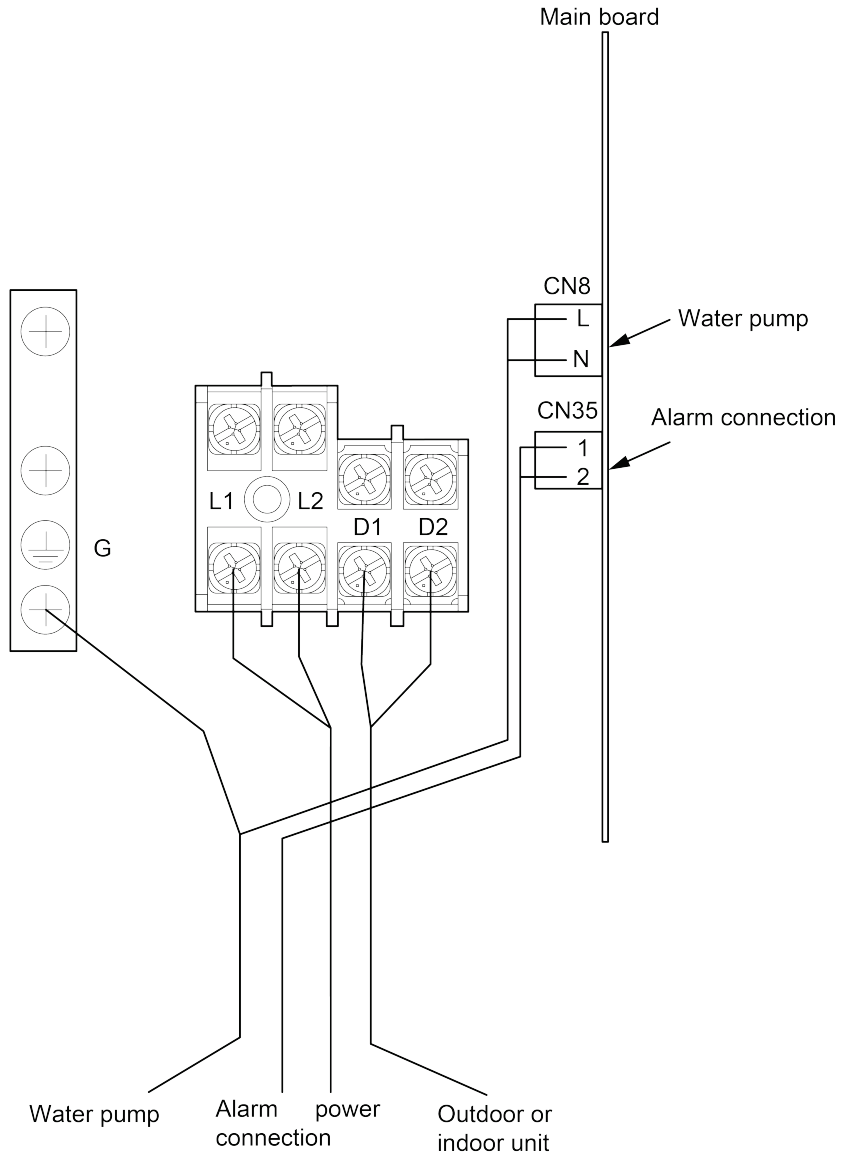 Main board
CN8
L
Water pump
N
CN35
Alarm connection
1
2
L1
L2
D1
D2
G
Water pump
Alarm
connection
power
Outdoor or
indoor unit